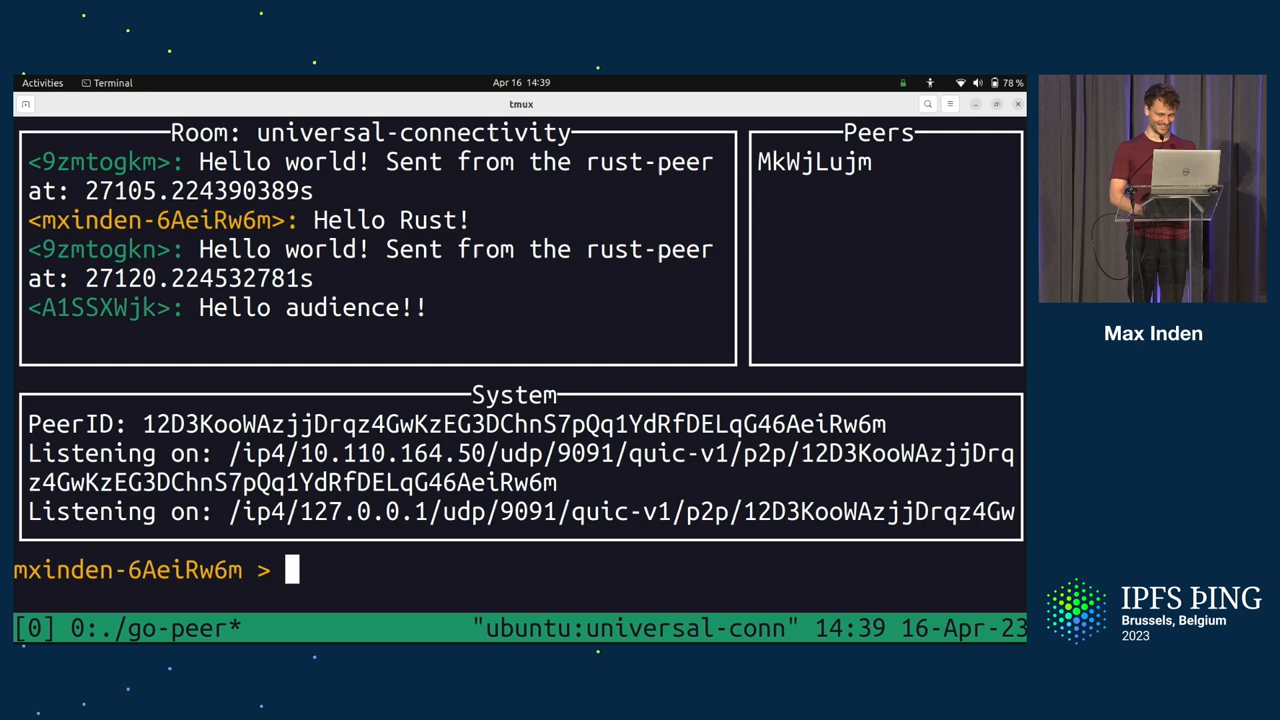 Activities
Terminal
Apr 16 14:39
78 %
tmux
Room: universal-connectivity
<9zmtogkm>: Hello world! Sent from the rust-peer
at: 27105.224390389s
<mxinden-6AeiRw6m>: Hello Rust!
<9zmtogkn>: Hello world! Sent from the rust-peer
at: 27120.224532781s
<A1SSXWjk>: Hello audience!!
Peers
MkWjLujm
System
PeerID: 12D3KooWAzjjDrqz4GwKzEG3DChnS7pQq1YdRfDELqG46AeiRw6m
Listening on: /ip4/10.110.164.50/udp/9091/quic-v1/p2p/12D3KooWAzjjDrq
z4GwKzEG3DChnS7pQq1YdRfDELqG46AeiRw6m
Listening on: /ip4/127.0.0.1/udp/9091/quic-v1/p2p/12D3KooWAzjjDrqz4Gw
mxinden-6AeiRw6m >
[0] 0:./go-peer* "ubuntu:universal-conn" 14:39 16-Apr-23
Max Inden
IPFS ÞING
Brussels, Belgium
2023